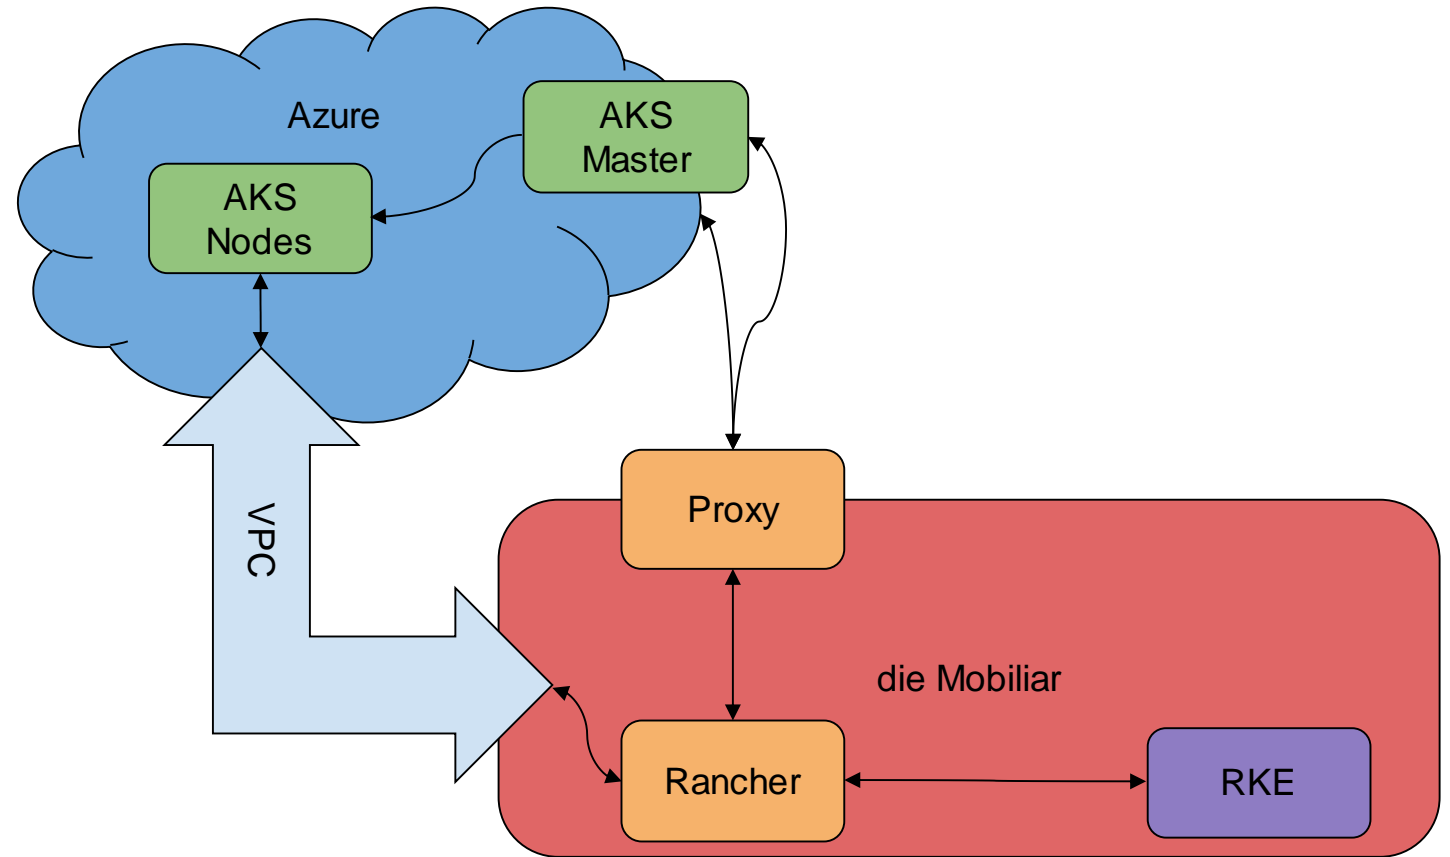 Azure
AKS
Master
AKS
Nodes
VPC
Proxy
die Mobiliar
Rancher
RKE